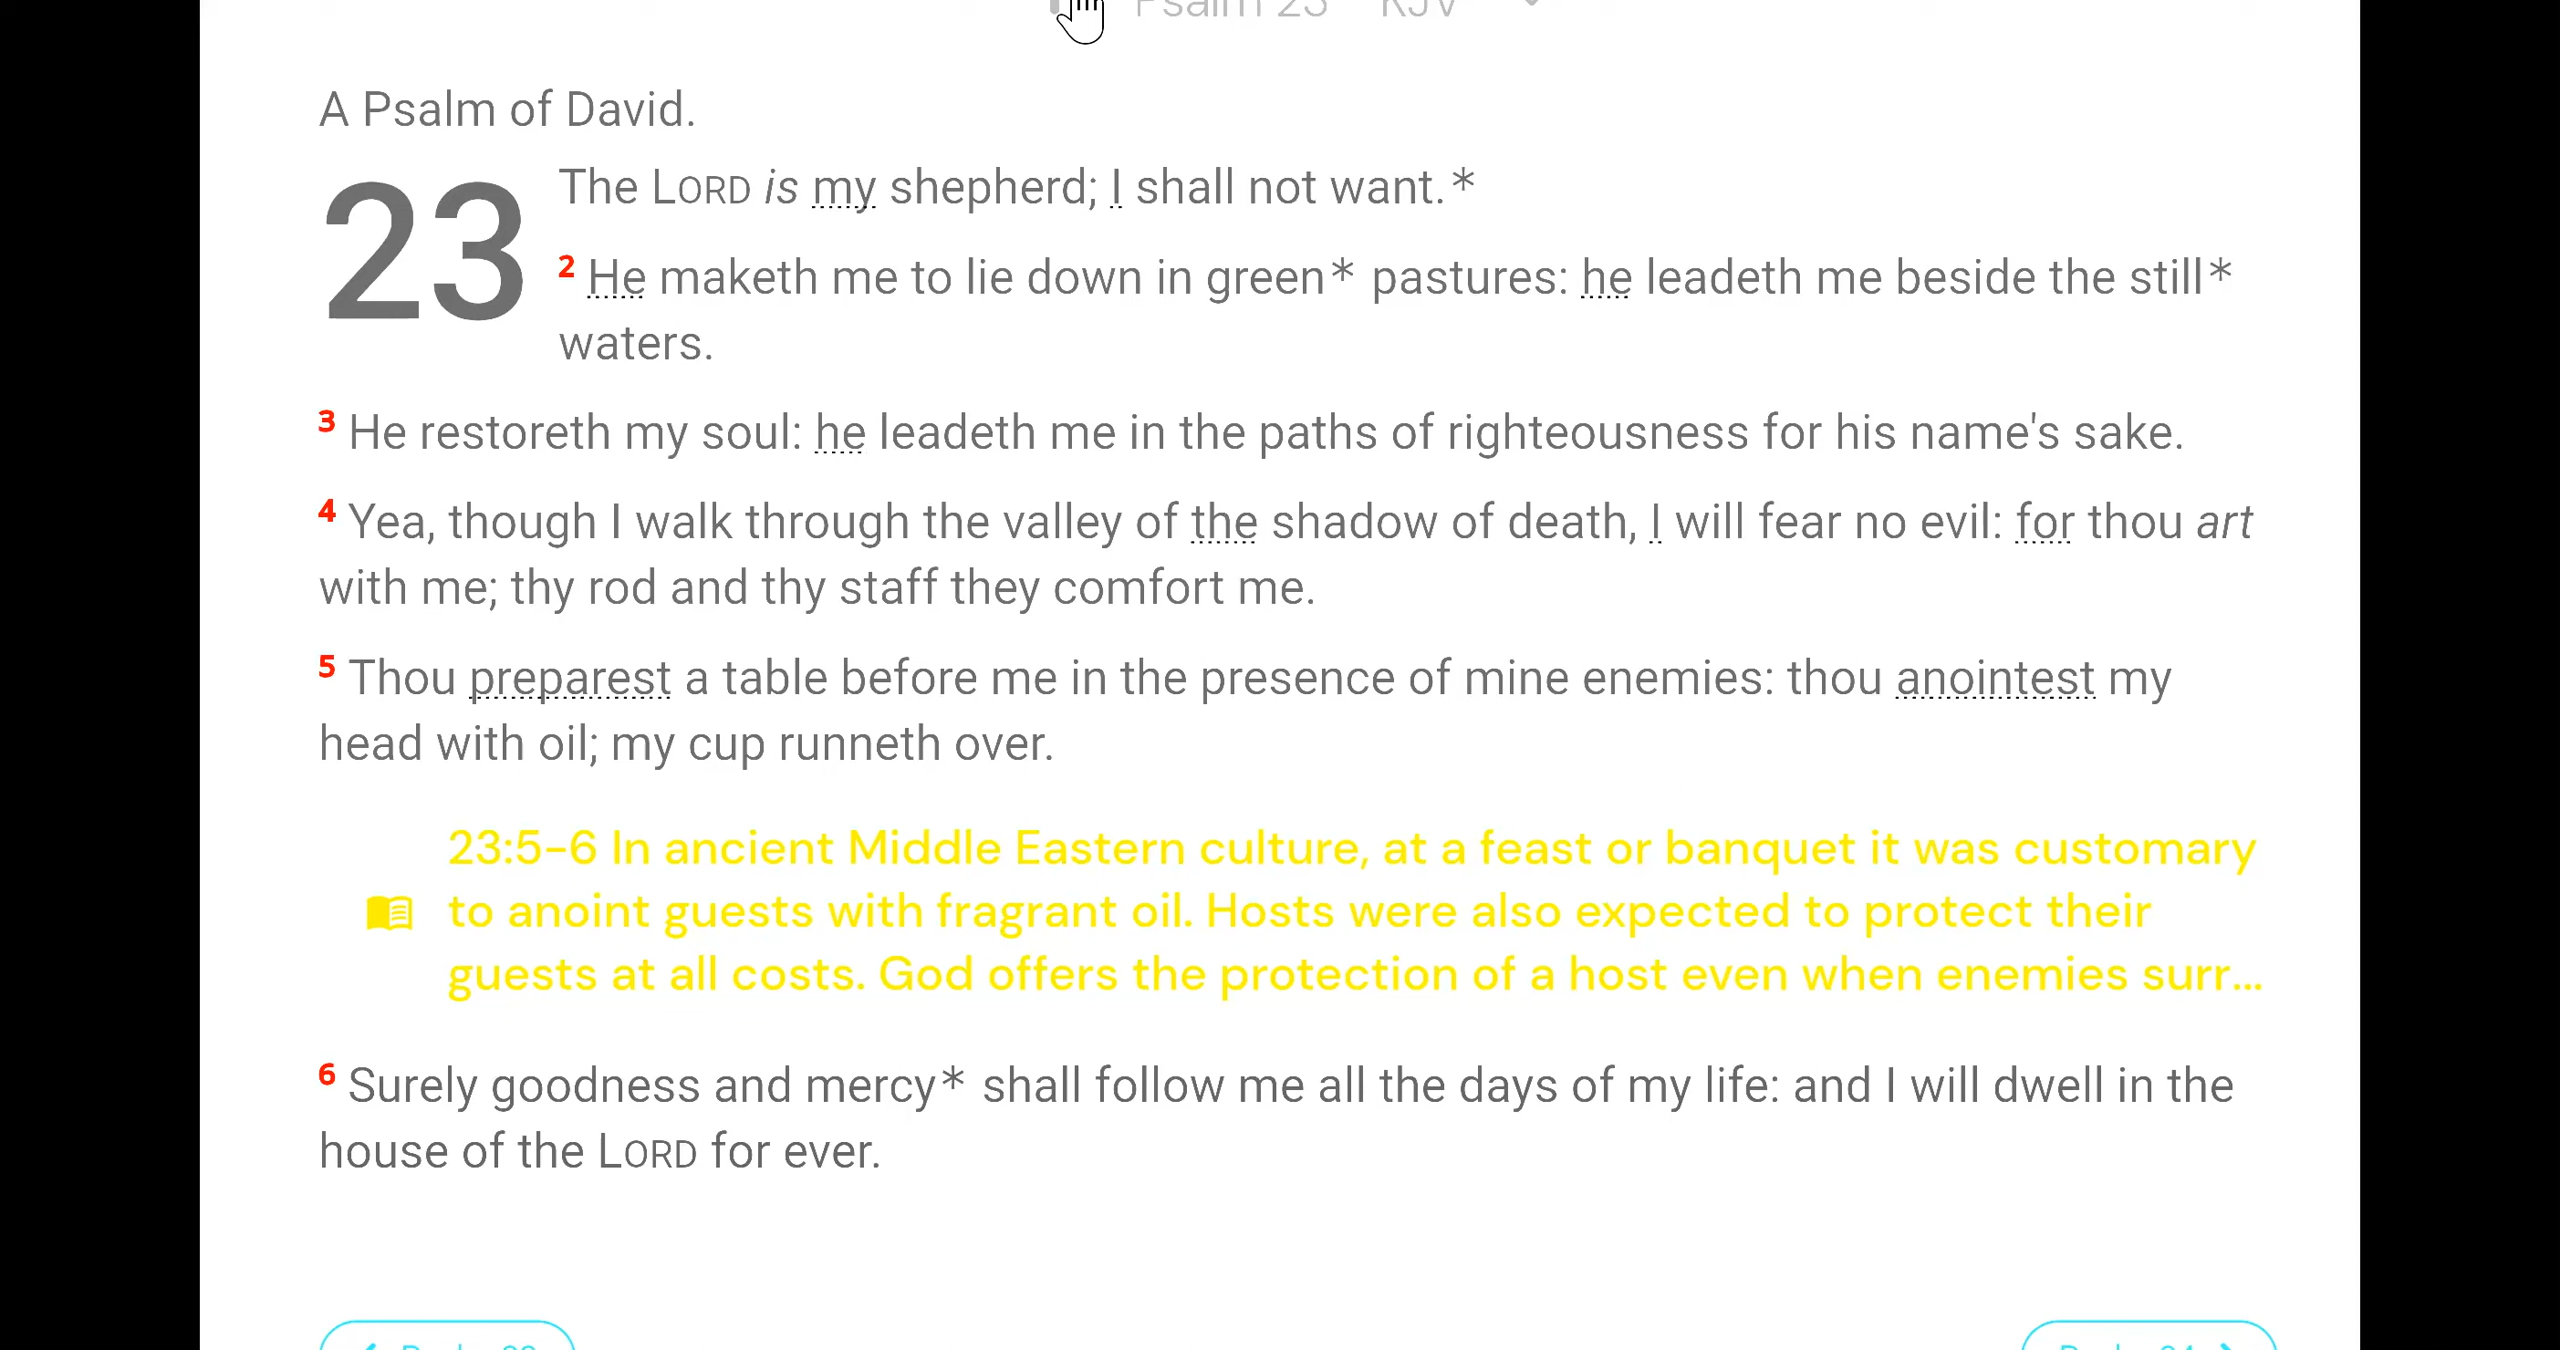 Psalm 23 KJV
A Psalm of David.
23 The LORD is my shepherd; I shall not want.*
2 He maketh me to lie down in green* pastures: he leadeth me beside the still*
waters.
3 He restoreth my soul: he leadeth me in the paths of righteousness for his name's sake.
4 Yea, though I walk through the valley of the shadow of death, I will fear no evil: for thou art
with me; thy rod and thy staff they comfort me.
5 Thou preparest a table before me in the presence of mine enemies: thou anointest my
head with oil; my cup runneth over.
23:5–6 In ancient Middle Eastern culture, at a feast or banquet it was customary
to anoint guests with fragrant oil. Hosts were also expected to protect their
guests at all costs. God offers the protection of a host even when enemies surr...
6 Surely goodness and mercy* shall follow me all the days of my life: and I will dwell in the
house of the LORD for ever.